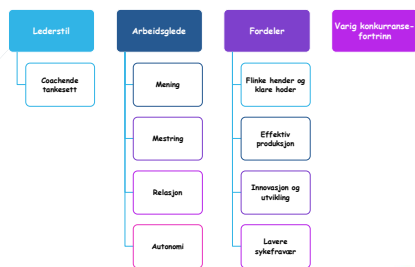 Lederstil
Coachende
tankesett
Arbeidsglede
Mening
Mestring
Relasjon
Autonomi
Fordeler
Flinke hender og
klare hoder
Effektiv
produksjon
Innovasjon og
utvikling
Lavere
sykefravær
Varig konkurranse-
fortrinn